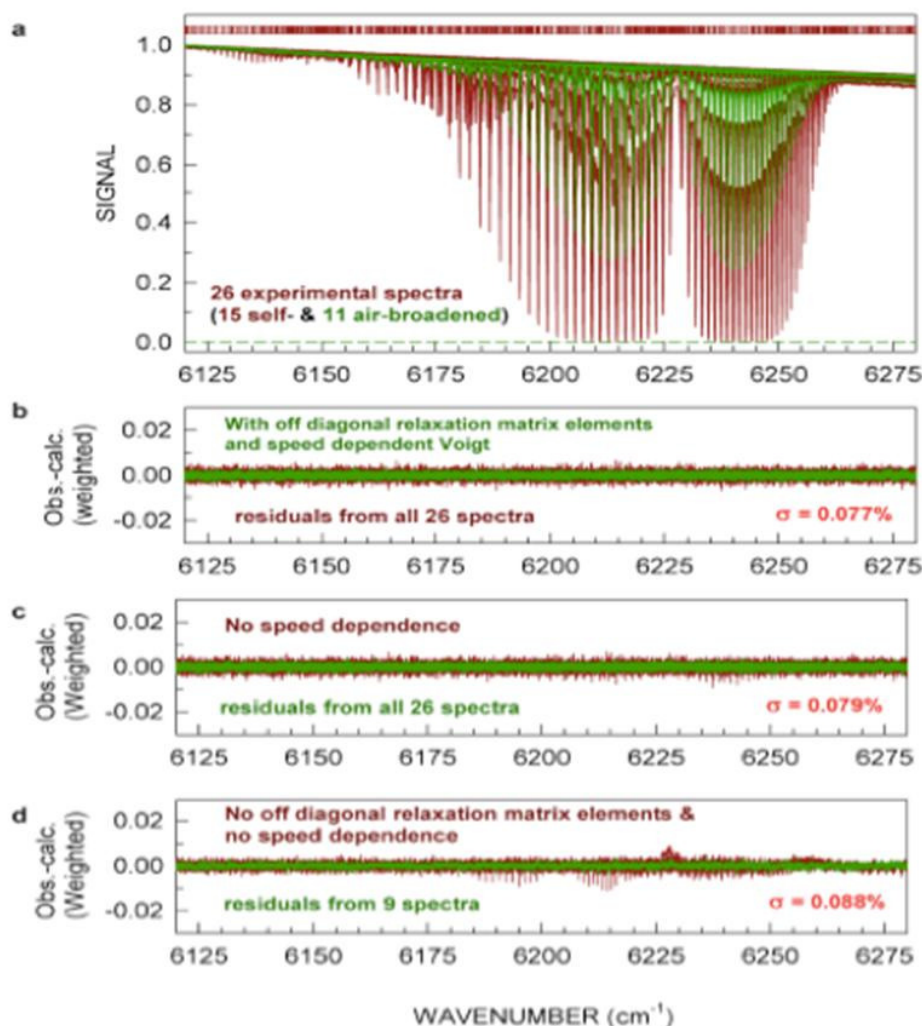 a
1.0
0.8
0.6
0.4
0.2
0.0
SIGNAL
26 experimental spectra
(15 self- & 11 air-broadened)
6125 6150 6175 6200 6225 6250 6275
b
0.02
0.00
-0.02
Obs.-calc.
(weighted)
With off diagonal relaxation matrix elements
and speed dependent Voigt
residuals from all 26 spectra
σ = 0.077%
6125 6150 6175 6200 6225 6250 6275
c
0.02
0.00
-0.02
Obs.-calc.
(Weighted)
No speed dependence
residuals from all 26 spectra
σ = 0.079%
6125 6150 6175 6200 6225 6250 6275
d
0.02
0.00
-0.02
Obs.-calc.
(Weighted)
No off diagonal relaxation matrix elements &
no speed dependence
residuals from 9 spectra
σ = 0.088%
6125 6150 6175 6200 6225 6250 6275
WAVENUMBER (cm⁻¹)